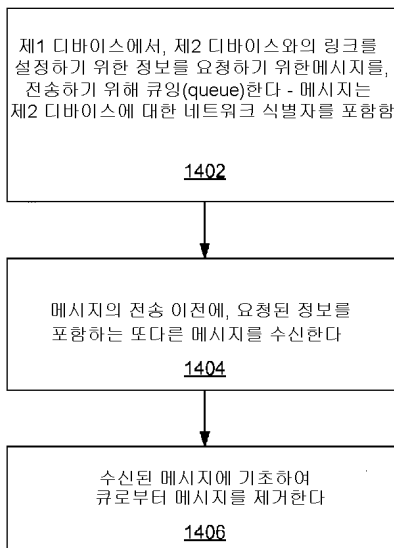 제1 디바이스에서, 제2 디바이스와의 링크를
설정하기 위한 정보를 요청하기 위한메시지를,
전송하기 위해 큐잉(queue)한다 - 메시지는
제2 디바이스에 대한 네트워크 식별자를 포함함
1402
메시지의 전송 이전에, 요청된 정보를
포함하는 또다른 메시지를 수신한다
1404
수신된 메시지에 기초하여
큐로부터 메시지를 제거한다
1406